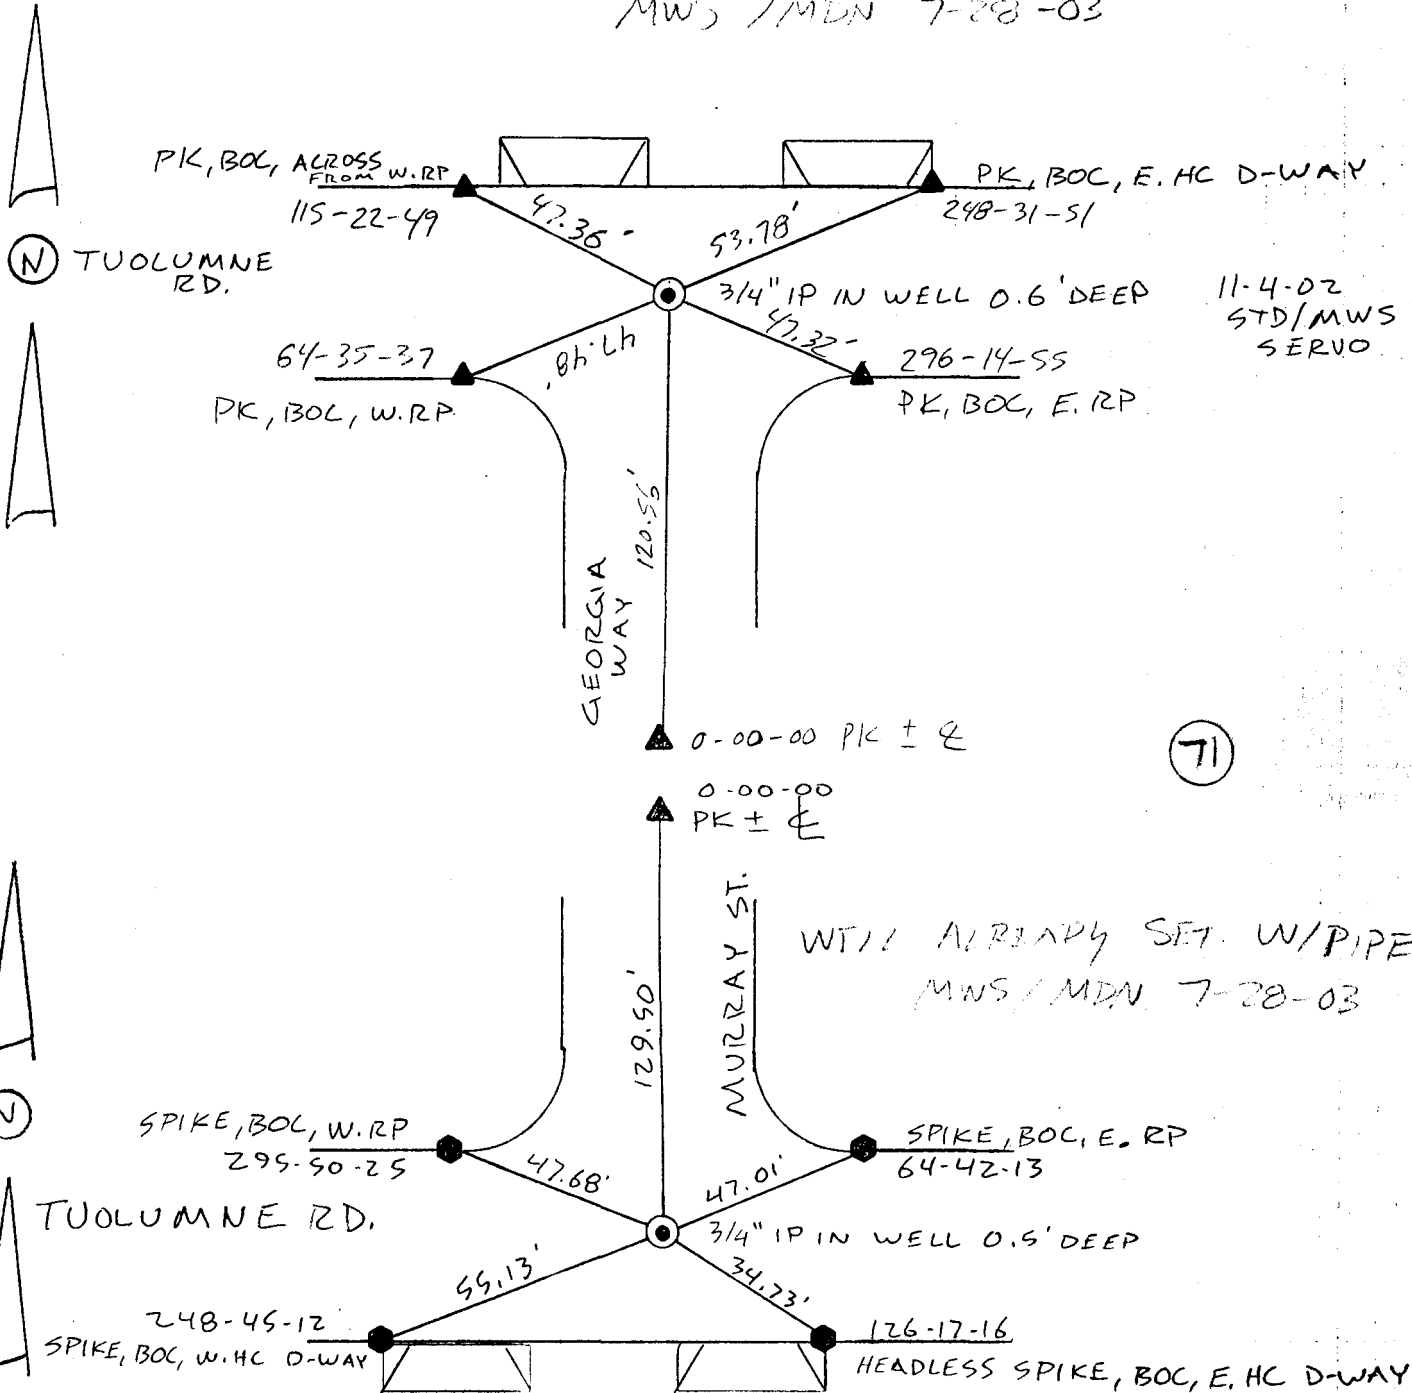 MWS / MDN 7-28-03
PK, BOC, ACROSS
FROM W. RP
115-22-49
47.36'
53.78'
PK, BOC, E. HC D-WAY
248-31-51
N
TUOLUMNE
RD.
3/4" IP IN WELL 0.6' DEEP
11-4-02
STD/MWS
SERVO
64-35-37
PK, BOC, W. RP
47.48'
47.32'
296-14-55
PK, BOC, E. RP
120.56'
GEORGIA
WAY
0-00-00 PK ± ℄
71
0-00-00
PK ± ℄
129.50'
MURRAY ST.
ALREADY SET W/PIPE
MWS / MDN 7-28-03
SPIKE, BOC, W. RP
295-50-25
47.68'
47.01'
SPIKE, BOC, E. RP
64-42-13
TUOLUMNE RD.
3/4" IP IN WELL 0.5' DEEP
55.13'
34.73'
248-45-12
SPIKE, BOC, W. HC D-WAY
126-17-16
HEADLESS SPIKE, BOC, E. HC D-WAY